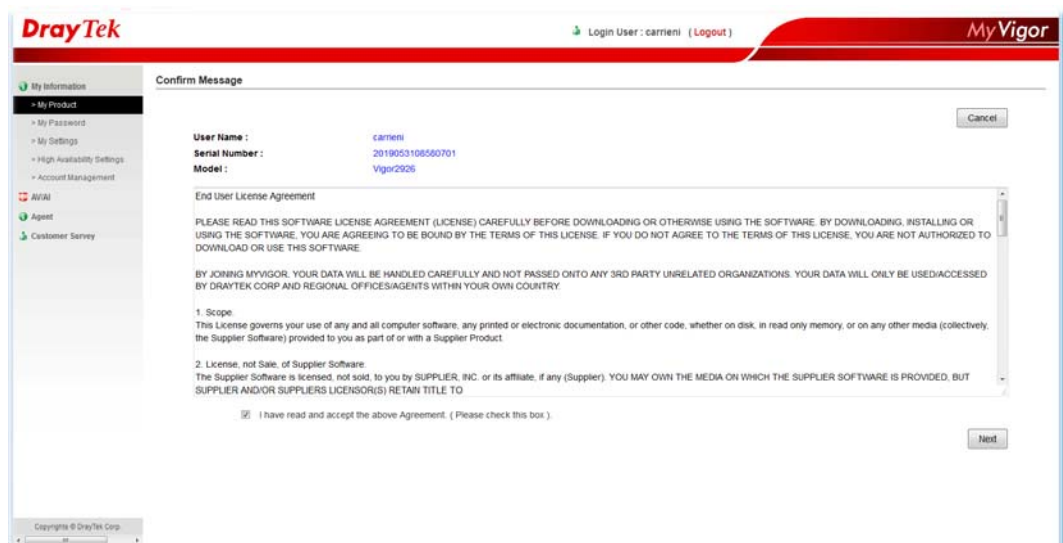 DrayTek
Login User : carrieni ( Logout )
MyVigor
My Information
> My Product
> My Password
> My Settings
> High Availability Settings
> Account Management
AV/AI
Agent
Customer Survey
Copyrights © DrayTek Corp.
Confirm Message
Cancel
User Name : carrieni
Serial Number : 2019053108560701
Model : Vigor2926
End User License Agreement
PLEASE READ THIS SOFTWARE LICENSE AGREEMENT (LICENSE) CAREFULLY BEFORE DOWNLOADING OR OTHERWISE USING THE SOFTWARE. BY DOWNLOADING, INSTALLING OR
USING THE SOFTWARE, YOU ARE AGREEING TO BE BOUND BY THE TERMS OF THIS LICENSE. IF YOU DO NOT AGREE TO THE TERMS OF THIS LICENSE, YOU ARE NOT AUTHORIZED TO
DOWNLOAD OR USE THIS SOFTWARE.
BY JOINING MYVIGOR. YOUR DATA WILL BE HANDLED CAREFULLY AND NOT PASSED ONTO ANY 3RD PARTY UNRELATED ORGANIZATIONS. YOUR DATA WILL ONLY BE USED/ACCESSED
BY DRAYTEK CORP AND REGIONAL OFFICES/AGENTS WITHIN YOUR OWN COUNTRY.
1. Scope.
This License governs your use of any and all computer software, any printed or electronic documentation, or other code, whether on disk, in read only memory, or on any other media (collectively,
the Supplier Software) provided to you as part of or with a Supplier Product.
2. License, not Sale, of Supplier Software.
The Supplier Software is licensed, not sold, to you by SUPPLIER, INC. or its affiliate, if any (Supplier). YOU MAY OWN THE MEDIA ON WHICH THE SUPPLIER SOFTWARE IS PROVIDED, BUT
SUPPLIER AND/OR SUPPLIERS LICENSOR(S) RETAIN TITLE TO
I have read and accept the above Agreement. ( Please check this box ).
Next